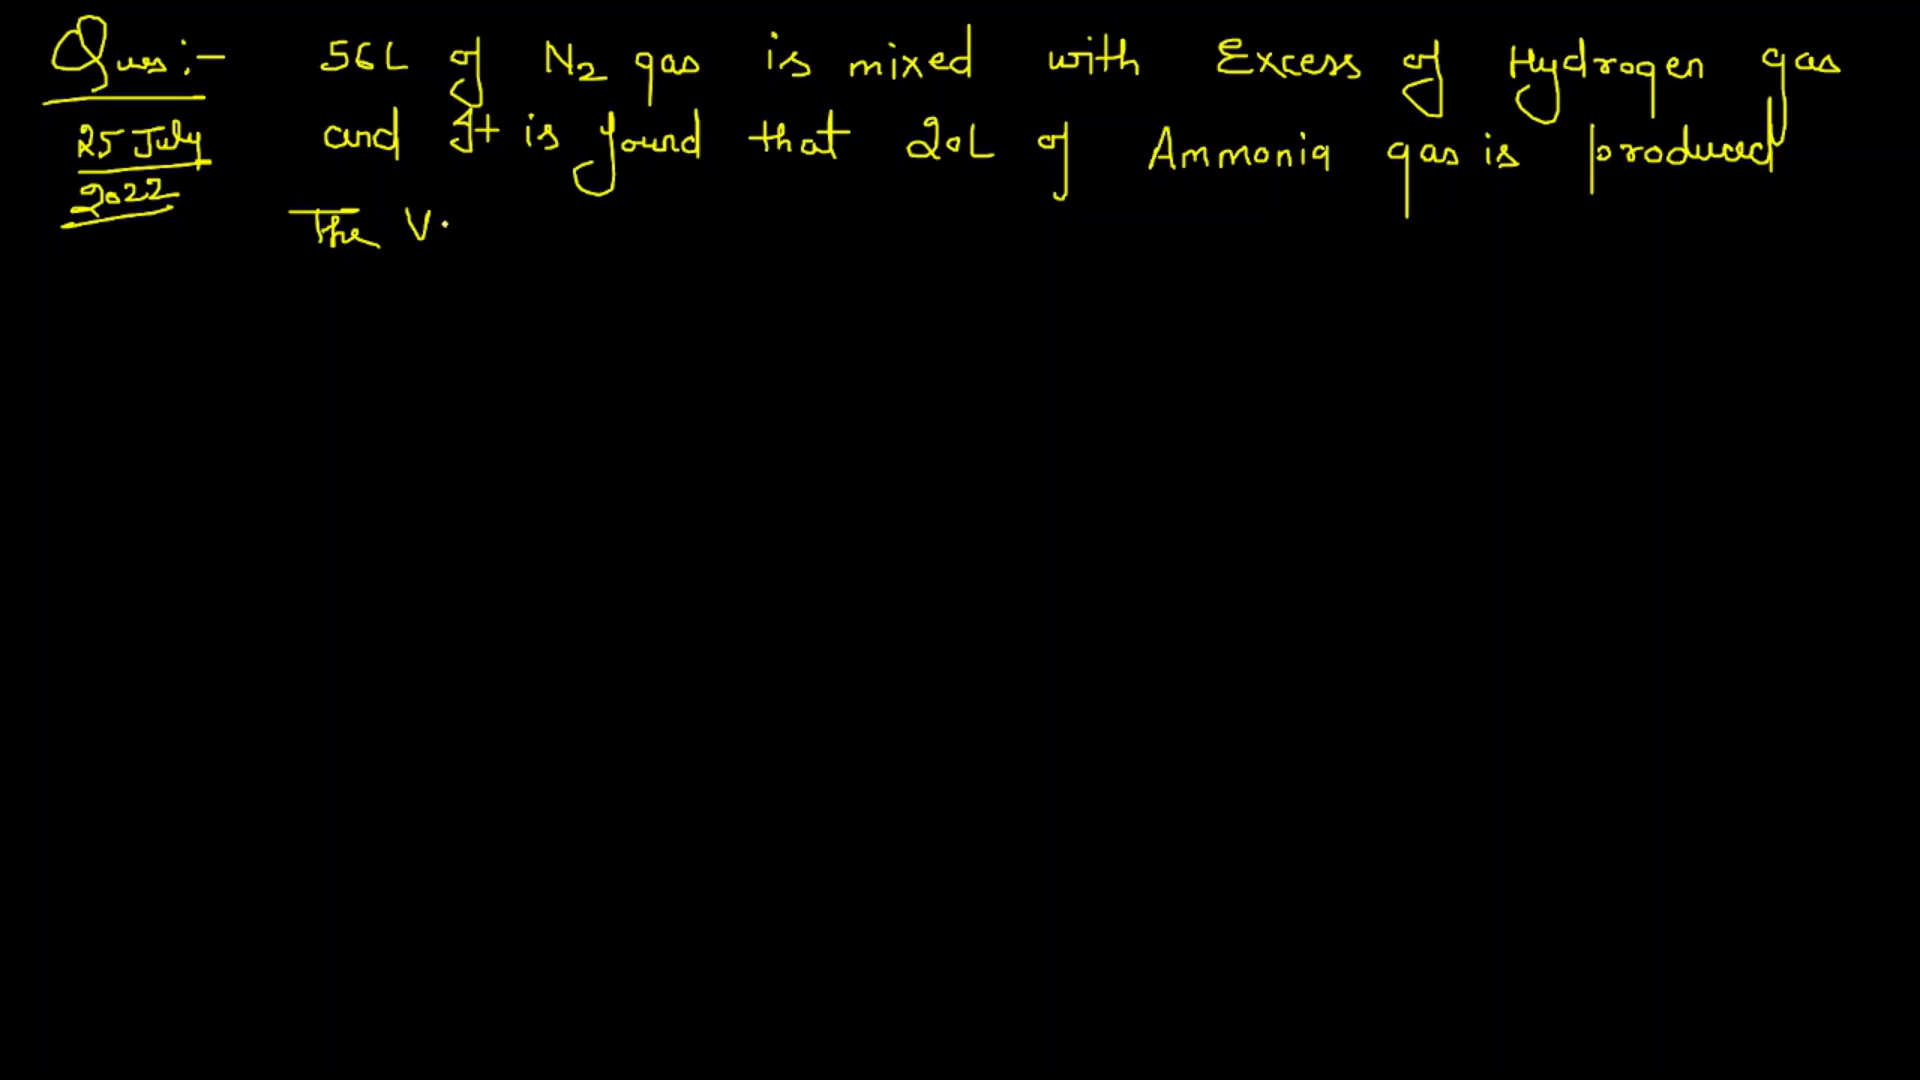 Ques:- 56L of N2 gas is mixed with Excess of Hydrogen gas
25 July and It is found that 20L of Ammonia gas is produced
2022 The V.